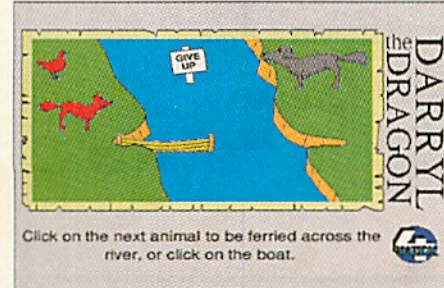 GIVE
UP
DARRYL
the
DRAGON
Click on the next animal to be ferried across the
river, or click on the boat.